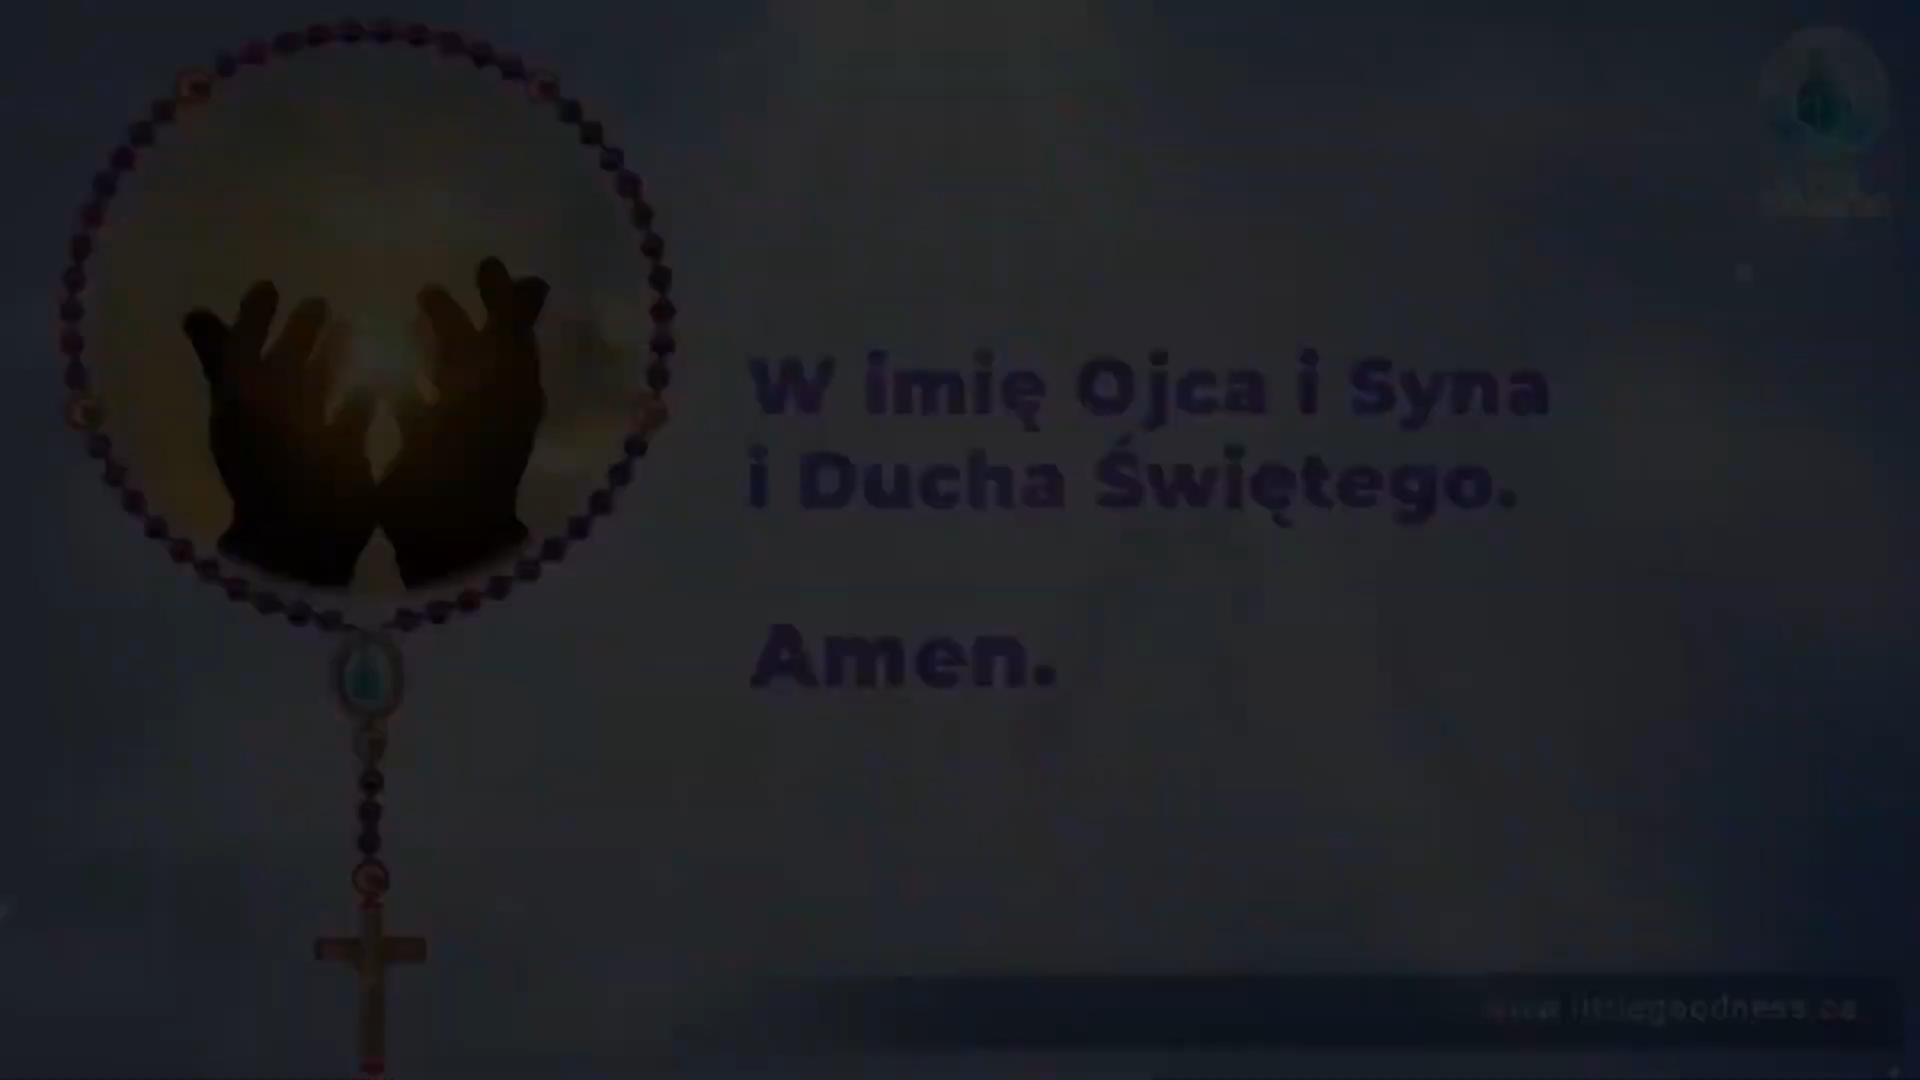 W imię Ojca i Syna
i Ducha Świętego.
Amen.
www.littlegoodness.ca